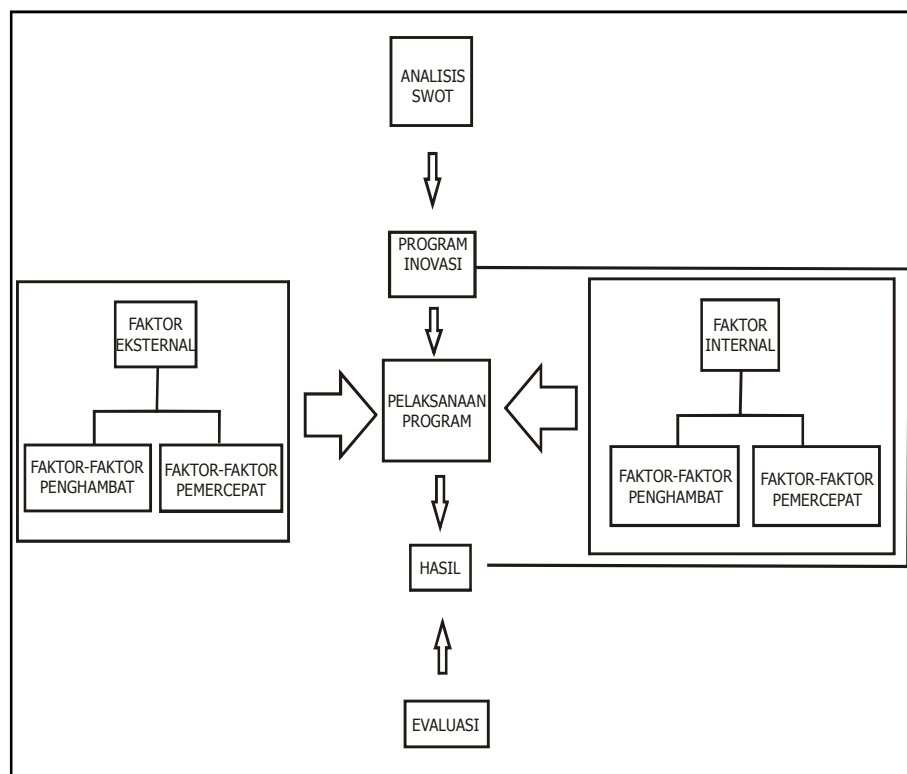 ANALISIS
SWOT
PROGRAM
INOVASI
FAKTOR
EKSTERNAL
FAKTOR-FAKTOR
PENGHAMBAT
FAKTOR-FAKTOR
PEMERCEPAT
PELAKSANAAN
PROGRAM
FAKTOR
INTERNAL
FAKTOR-FAKTOR
PENGHAMBAT
FAKTOR-FAKTOR
PEMERCEPAT
HASIL
EVALUASI